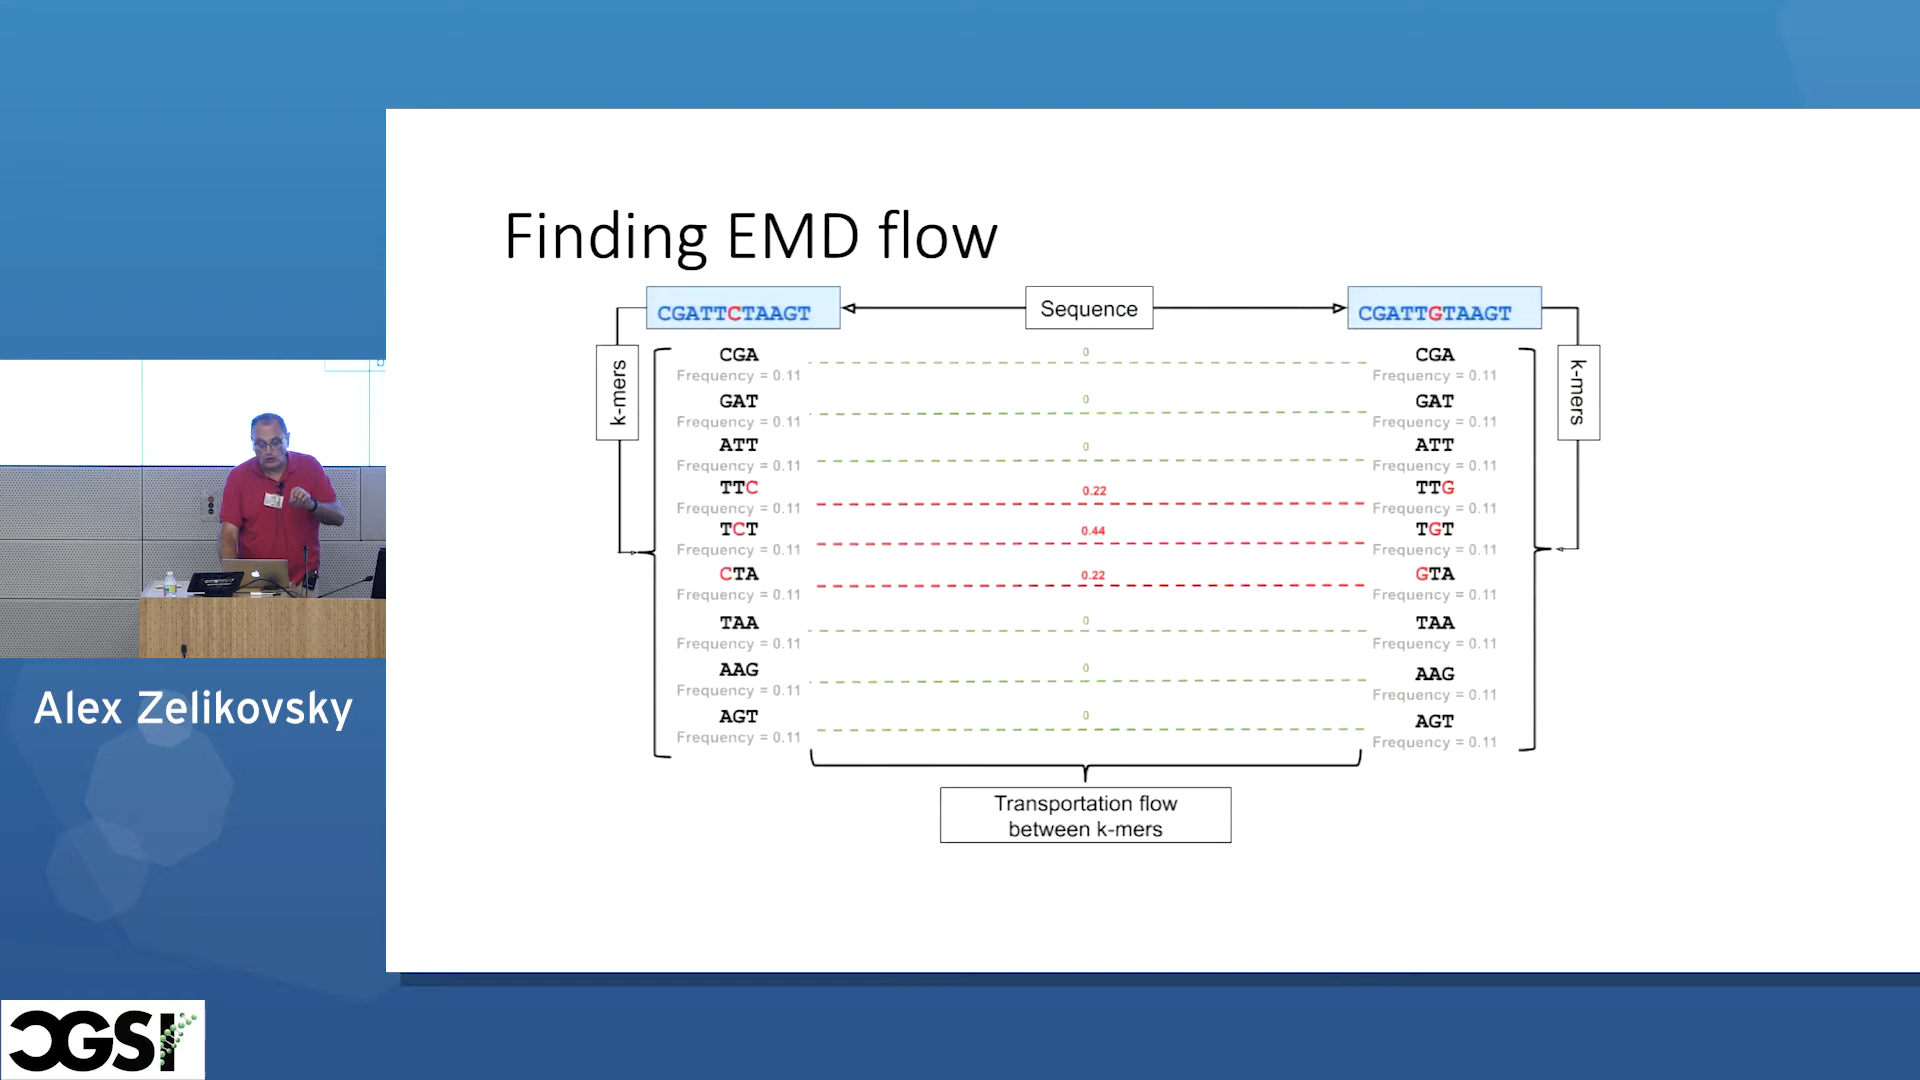 Finding EMD flow
CGATTCTAAGT
Sequence
CGATTGTAAGT
k-mers
k-mers
CGA
0
CGA
Frequency = 0.11
Frequency = 0.11
GAT
0
GAT
Frequency = 0.11
Frequency = 0.11
ATT
0
ATT
Frequency = 0.11
Frequency = 0.11
TTC
0.22
TTG
Frequency = 0.11
Frequency = 0.11
TCT
0.44
TGT
Frequency = 0.11
Frequency = 0.11
CTA
0.22
GTA
Frequency = 0.11
Frequency = 0.11
TAA
0
TAA
Frequency = 0.11
Frequency = 0.11
AAG
0
AAG
Frequency = 0.11
Frequency = 0.11
AGT
0
AGT
Frequency = 0.11
Frequency = 0.11
Transportation flow
between k-mers
Alex Zelikovsky
CGSI